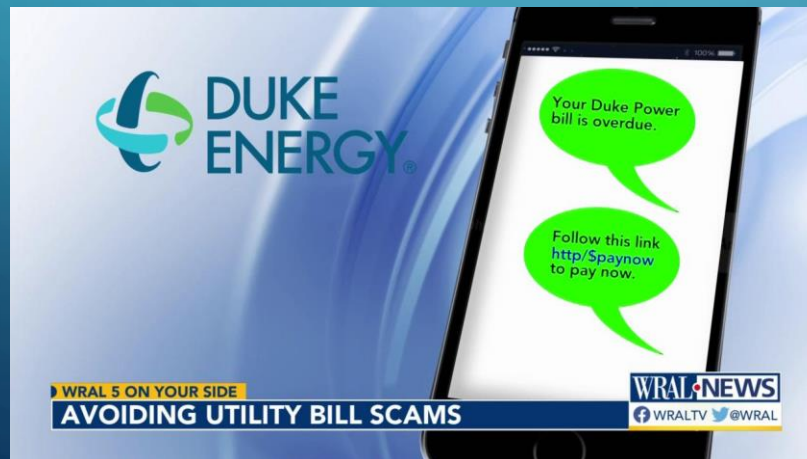 DUKE
ENERGY®
100%
Your Duke Power
bill is overdue.
Follow this link
http/$paynow
to pay now.
WRAL 5 ON YOUR SIDE
AVOIDING UTILITY BILL SCAMS
WRAL NEWS
WRALTV @WRAL